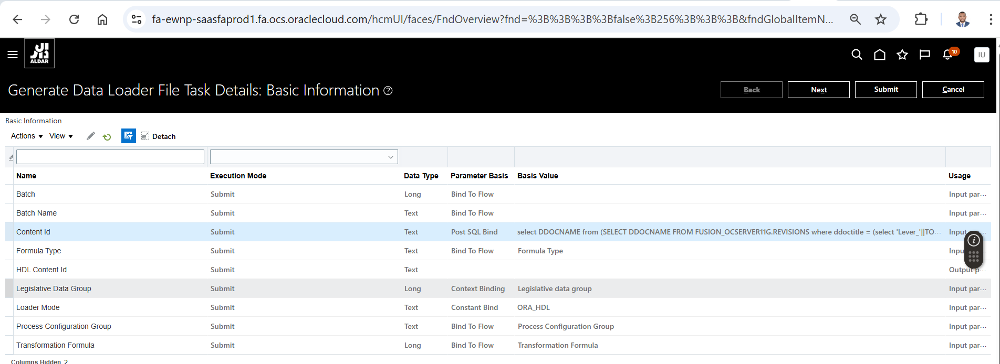 fa-ewnp-saasfaprod1.fa.ocs.oraclecloud.com/hcmUI/faces/FndOverview?fnd=%3B%3B%3B%3Bfalse%3B256%3B%3B%3B&fndGlobalItemN...
ALDAR
10
IU
Generate Data Loader File Task Details: Basic Information
Back Next Submit Cancel
Basic Information
Actions View Detach
Name Execution Mode Data Type Parameter Basis Basis Value Usage
Batch Submit Long Bind To Flow Input par...
Batch Name Submit Text Bind To Flow Input par...
Content Id Submit Text Post SQL Bind select DDOCNAME from (SELECT DDOCNAME FROM FUSION_OCSERVER11G.REVISIONS where ddoctitle = (select 'Lever_'||TO... Input
Formula Type Submit Text Bind To Flow Formula Type
HDL Content Id Submit Text Output p...
Legislative Data Group Submit Long Context Binding Legislative data group Input par...
Loader Mode Submit Text Constant Bind ORA_HDL Input par...
Process Configuration Group Submit Text Bind To Flow Process Configuration Group Input par...
Transformation Formula Submit Long Bind To Flow Transformation Formula Input par...
Columns Hidden 2